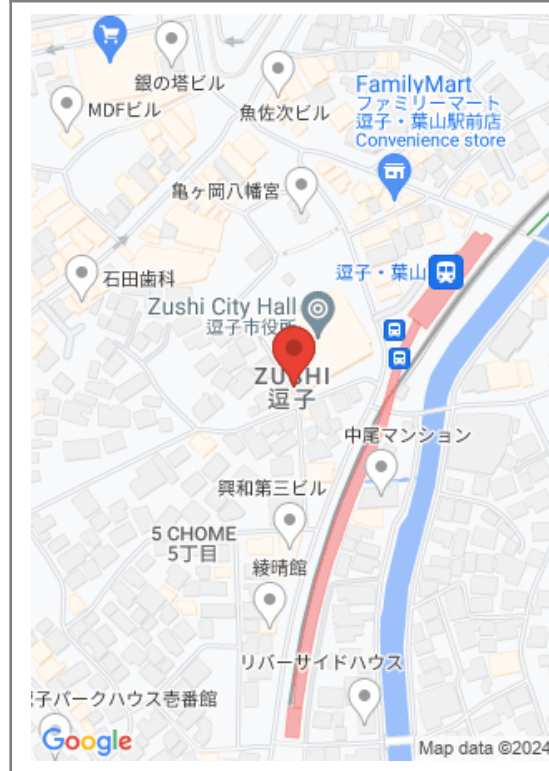 銀の塔ビル
MDFビル
魚佐次ビル
FamilyMart
ファミリーマート
逗子・葉山駅前店
Convenience store
亀ヶ岡八幡宮
石田歯科
逗子・葉山
Zushi City Hall
逗子市役所
ZUSHI
逗子
中尾マンション
興和第三ビル
5 CHOME
5丁目
綾晴館
リバーサイドハウス
子パークハウス壱番館
Google
Map data ©2024